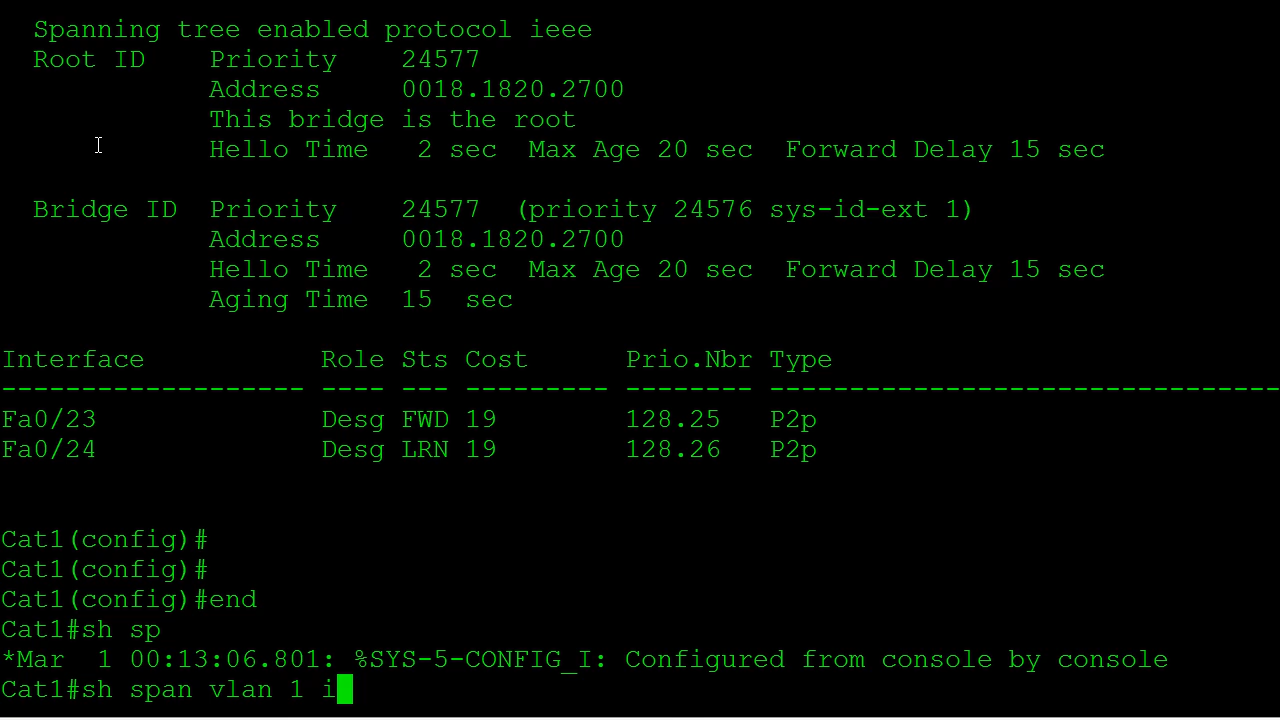 Spanning tree enabled protocol ieee
Root ID    Priority    24577
Address     0018.1820.2700
This bridge is the root
Hello Time   2 sec  Max Age 20 sec  Forward Delay 15 sec
Bridge ID  Priority    24577  (priority 24576 sys-id-ext 1)
Address     0018.1820.2700
Hello Time   2 sec  Max Age 20 sec  Forward Delay 15 sec
Aging Time  15  sec
Interface           Role Sts Cost      Prio.Nbr Type
------------------- ---- --- --------- -------- --------------------------------
Fa0/23              Desg FWD 19        128.25   P2p
Fa0/24              Desg LRN 19        128.26   P2p
Cat1(config)#
Cat1(config)#
Cat1(config)#end
Cat1#sh sp
*Mar  1 00:13:06.801: %SYS-5-CONFIG_I: Configured from console by console
Cat1#sh span vlan 1 i